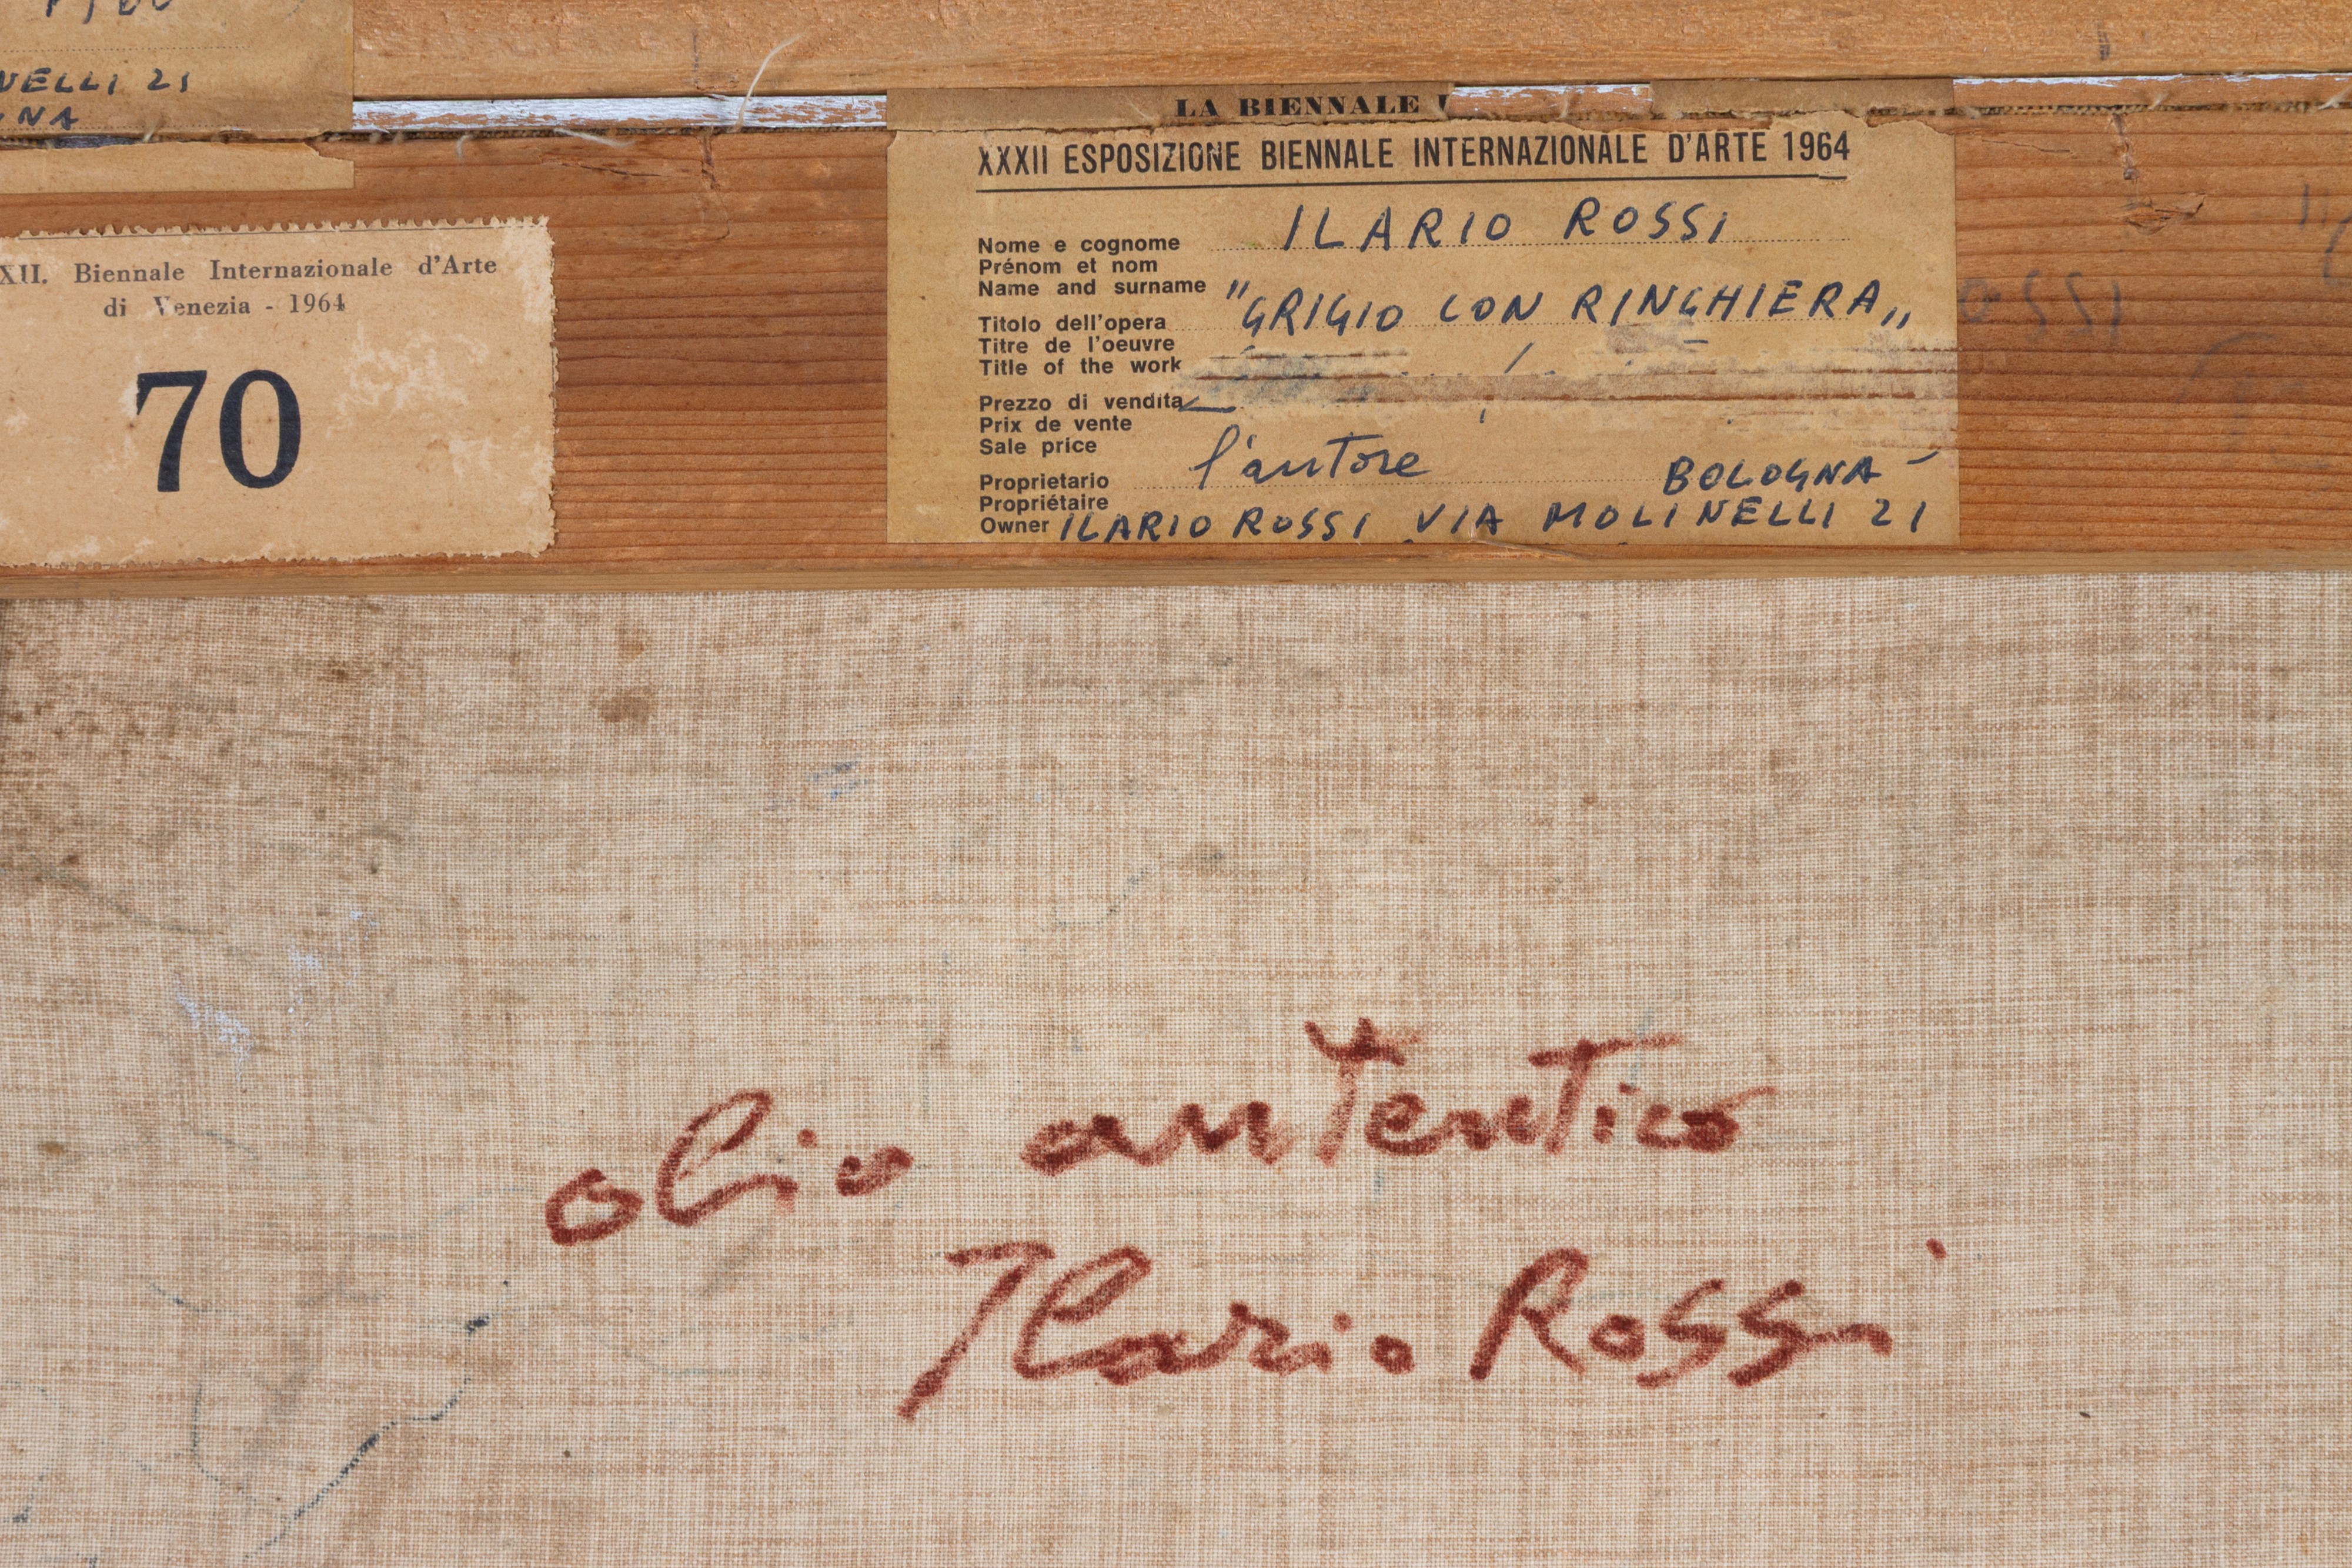 NELLI 21
NA
LA BIENNALE
XXXII ESPOSIZIONE BIENNALE INTERNAZIONALE D'ARTE 1964
Nome e cognome ILARIO ROSSI
Prénom et nom
Name and surname
Titolo dell'opera "GRIGIO CON RINGHIERA"
Titre de l'oeuvre
Title of the work
Prezzo di vendita
Prix de vente
Sale price
Proprietario l'autore BOLOGNA -
Propriétaire
Owner ILARIO ROSSI VIA MOLINELLI 21
XII. Biennale Internazionale d'Arte
di Venezia - 1964
70
OSSI
olio autentico
Ilario Rossi